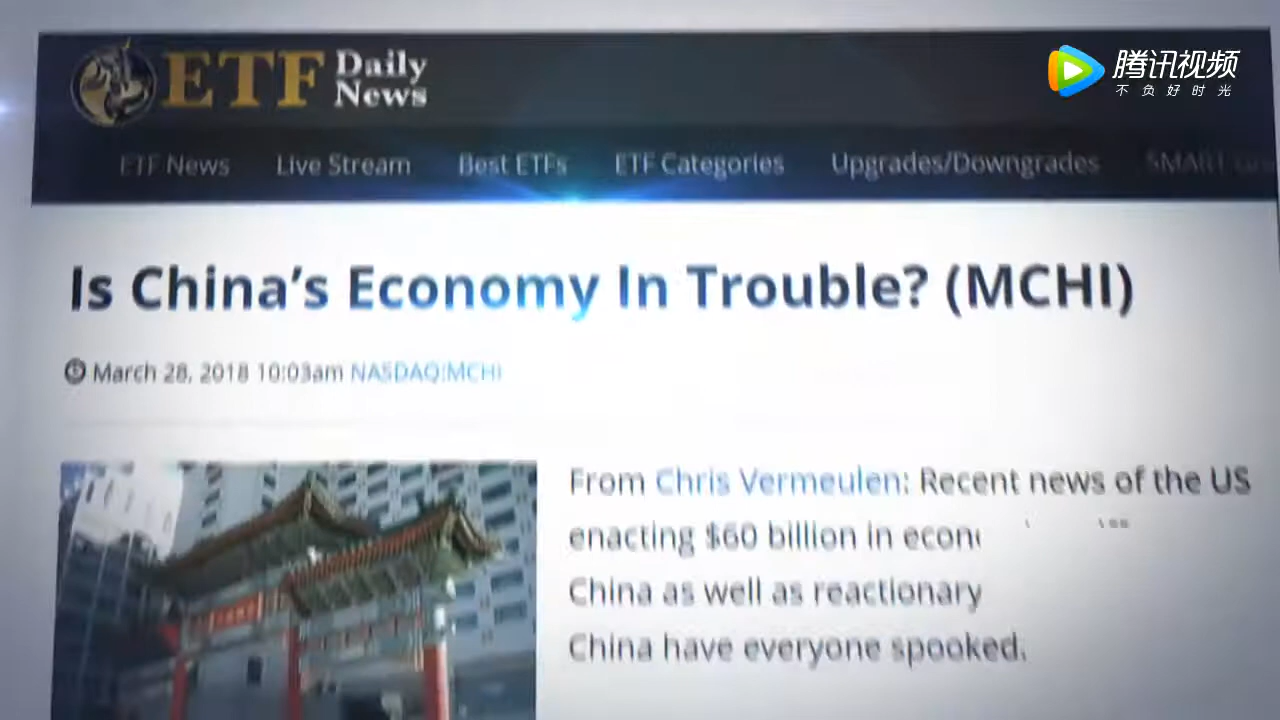 ETF Daily News
腾讯视频
不负好时光
ETF News Live Stream Best ETFs ETF Categories Upgrades/Downgrades SMART
Is China’s Economy In Trouble? (MCHI)
March 28, 2018 10:03am NASDAQ:MCHI
From Chris Vermeulen: Recent news of the US
enacting $60 billion in
China as well as reactionary
China have everyone spooked.